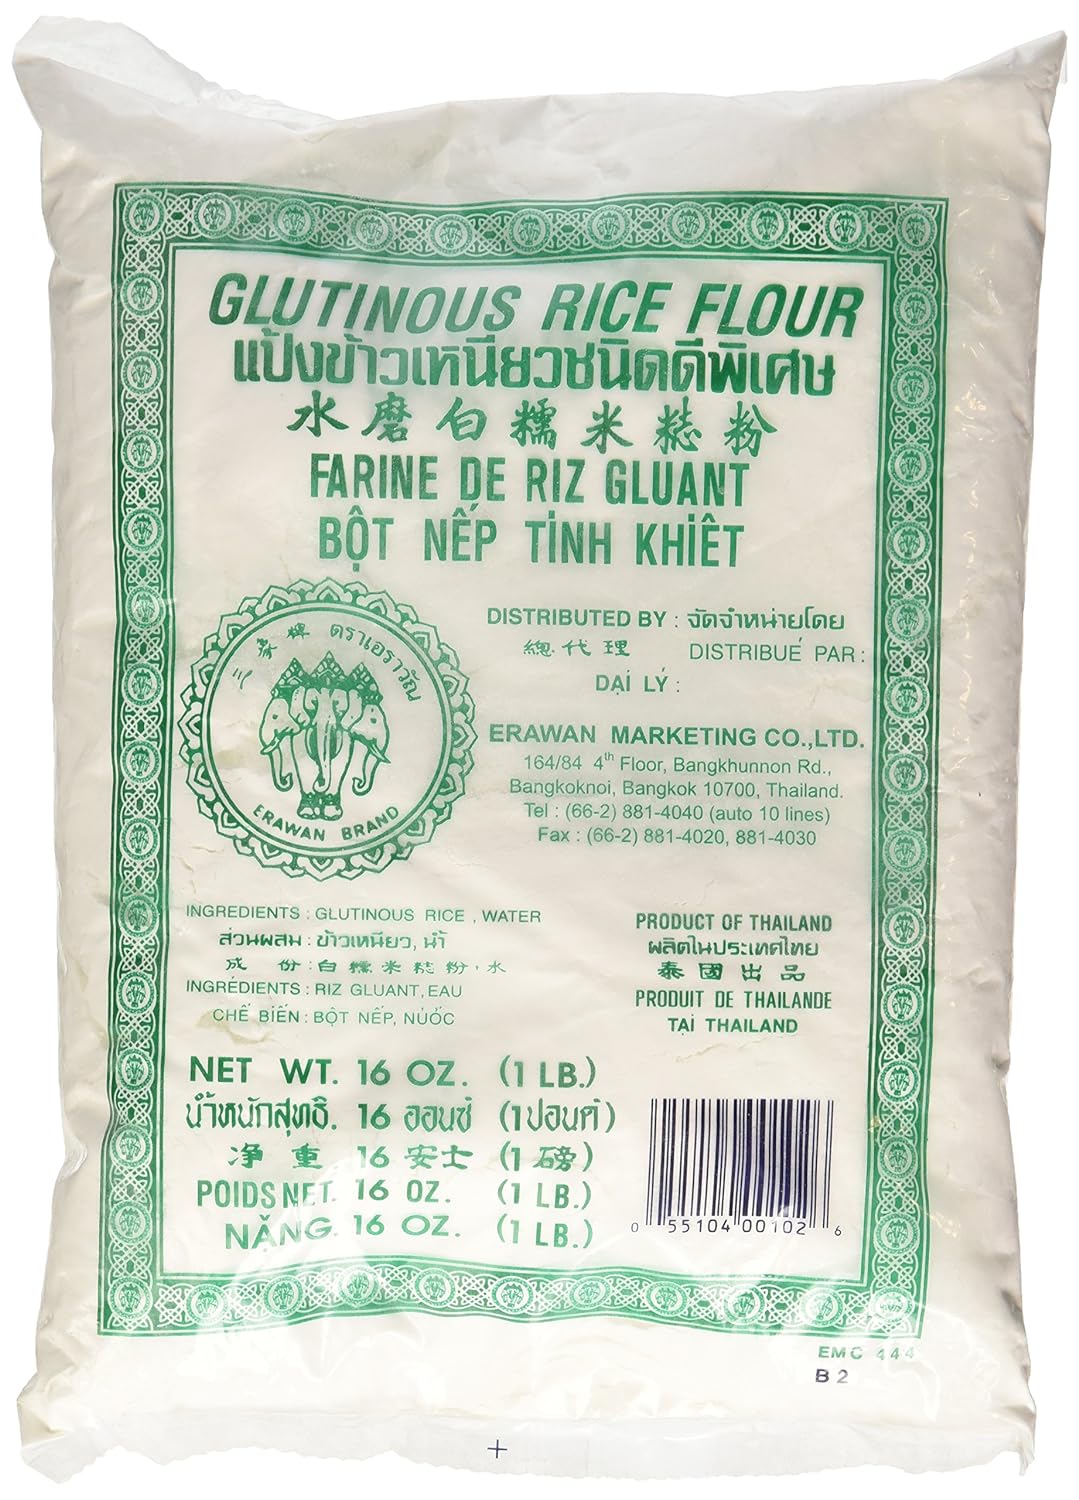 GLUTINOUS RICE FLOUR
แป้งข้าวเหนียวชนิดดีพิเศษ
水磨白糯米糍粉
FARINE DE RIZ GLUANT
BỘT NẾP TINH KHIẾT
三象牌 ตราเอราวัณ
ERAWAN BRAND
DISTRIBUTED BY : จัดจำหน่ายโดย
總代理 DISTRIBUÉ PAR :
DẠI LÝ :
ERAWAN MARKETING CO.,LTD.
164/84 4th Floor, Bangkhunnon Rd.,
Bangkoknoi, Bangkok 10700, Thailand.
Tel : (66-2) 881-4040 (auto 10 lines)
Fax : (66-2) 881-4020, 881-4030
INGREDIENTS : GLUTINOUS RICE , WATER
ส่วนผสม : ข้าวเหนียว, น้ำ
成 份 : 白糯米糍粉 , 水
INGRÉDIENTS : RIZ GLUANT, EAU
CHẾ BIẾN : BỘT NẾP, NƯỚC
PRODUCT OF THAILAND
ผลิตในประเทศไทย
泰國出品
PRODUIT DE THAILANDE
TẠI THAILAND
NET WT. 16 OZ. (1 LB.)
น้ำหนักสุทธิ. 16 ออนซ์ (1ปอนด์)
净重 16 安士 (1 磅)
POIDS NET. 16 OZ. (1 LB.)
NẶNG. 16 OZ. (1 LB.)
0 55104 00102 6
EMC 444
B 2